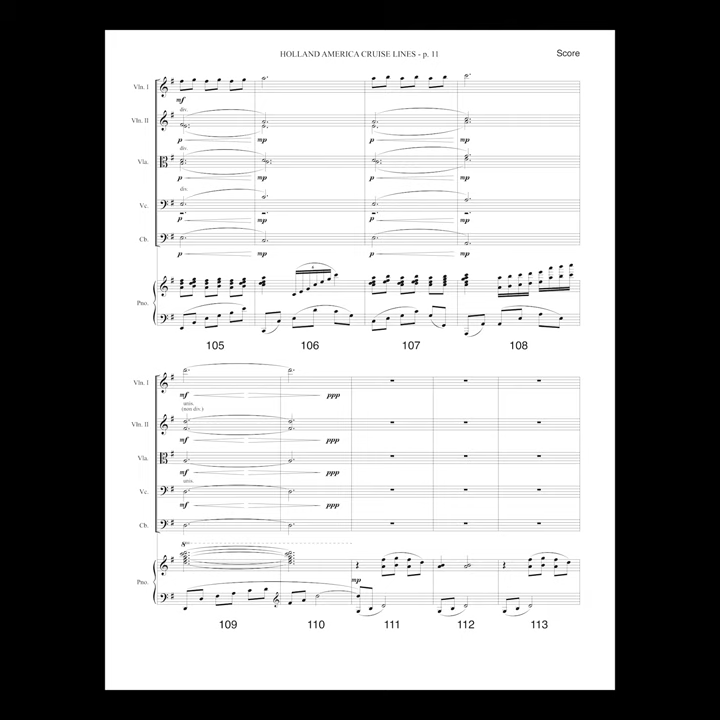 HOLLAND AMERICA CRUISE LINES - p. 11
Score
Vln. I
mf
div.
Vln. II
p mp p mp
div.
Vla.
p mp p mp
div.
Vc.
p mp p mp
Cb.
p mp p mp
Pno.
105 106 107 108
Vln. I
mf ppp
unis.
(non div.)
Vln. II
mf ppp
Vla.
mf ppp
unis.
Vc.
mf ppp
Cb.
8va
Pno.
mp
109 110 111 112 113